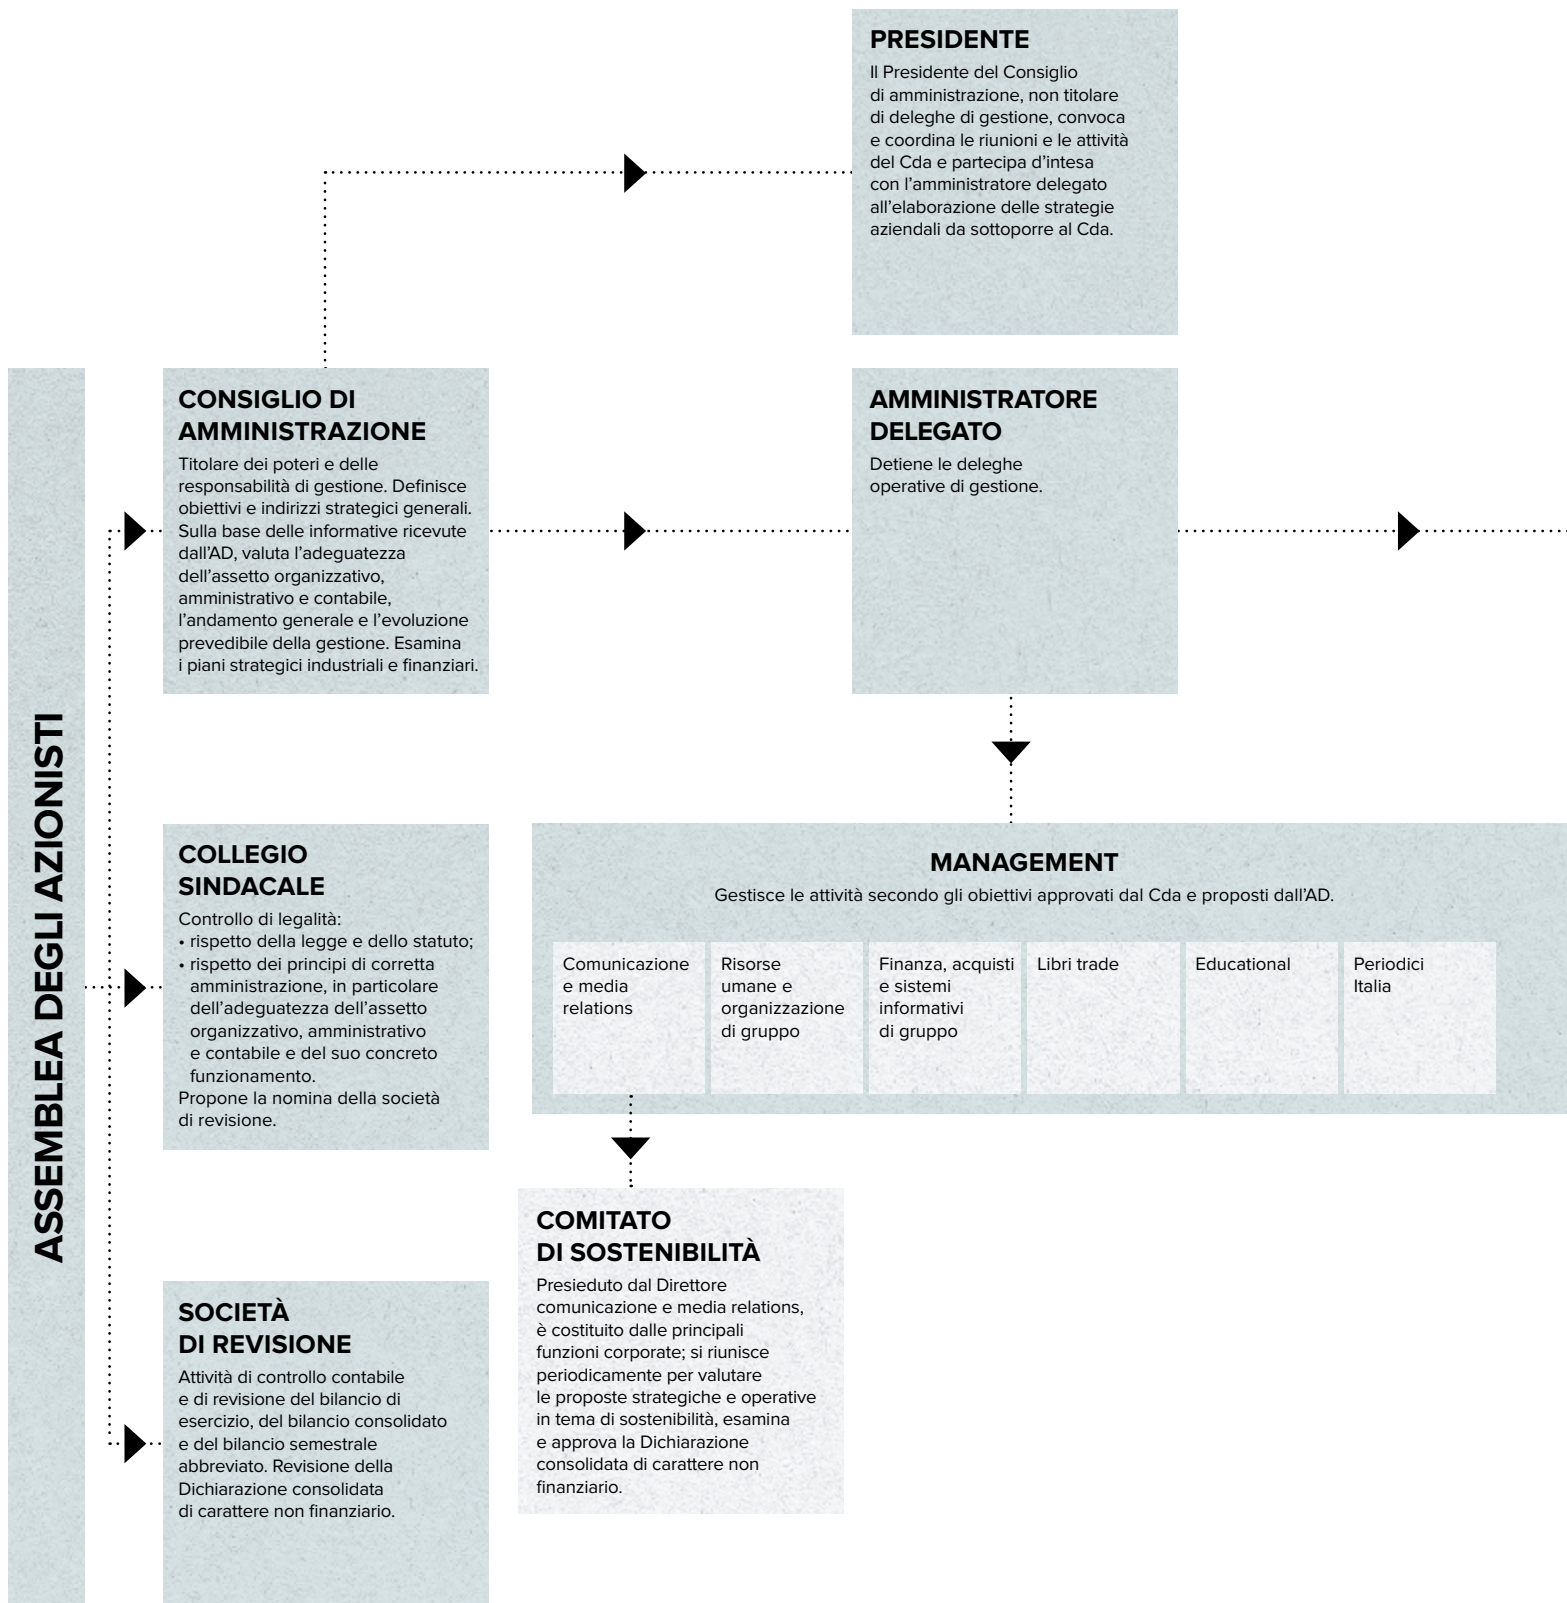 PRESIDENTE
Il Presidente del Consiglio
di amministrazione, non titolare
di deleghe di gestione, convoca
e coordina le riunioni e le attività
del Cda e partecipa d’intesa
con l’amministratore delegato
all’elaborazione delle strategie
aziendali da sottoporre al Cda.
ASSEMBLEA DEGLI AZIONISTI
CONSIGLIO DI
AMMINISTRAZIONE
Titolare dei poteri e delle
responsabilità di gestione. Definisce
obiettivi e indirizzi strategici generali.
Sulla base delle informative ricevute
dall’AD, valuta l’adeguatezza
dell’assetto organizzativo,
amministrativo e contabile,
l’andamento generale e l’evoluzione
prevedibile della gestione. Esamina
i piani strategici industriali e finanziari.
AMMINISTRATORE
DELEGATO
Detiene le deleghe
operative di gestione.
COLLEGIO
SINDACALE
Controllo di legalità:
• rispetto della legge e dello statuto;
• rispetto dei principi di corretta
amministrazione, in particolare
dell’adeguatezza dell’assetto
organizzativo, amministrativo
e contabile e del suo concreto
funzionamento.
Propone la nomina della società
di revisione.
MANAGEMENT
Gestisce le attività secondo gli obiettivi approvati dal Cda e proposti dall’AD.
Comunicazione
e media
relations
Risorse
umane e
organizzazione
di gruppo
Finanza, acquisti
e sistemi
informativi
di gruppo
Libri trade
Educational
Periodici
Italia
COMITATO
DI SOSTENIBILITÀ
Presieduto dal Direttore
comunicazione e media relations,
è costituito dalle principali
funzioni corporate; si riunisce
periodicamente per valutare
le proposte strategiche e operative
in tema di sostenibilità, esamina
e approva la Dichiarazione
consolidata di carattere non
finanziario.
SOCIETÀ
DI REVISIONE
Attività di controllo contabile
e di revisione del bilancio di
esercizio, del bilancio consolidato
e del bilancio semestrale
abbreviato. Revisione della
Dichiarazione consolidata
di carattere non finanziario.